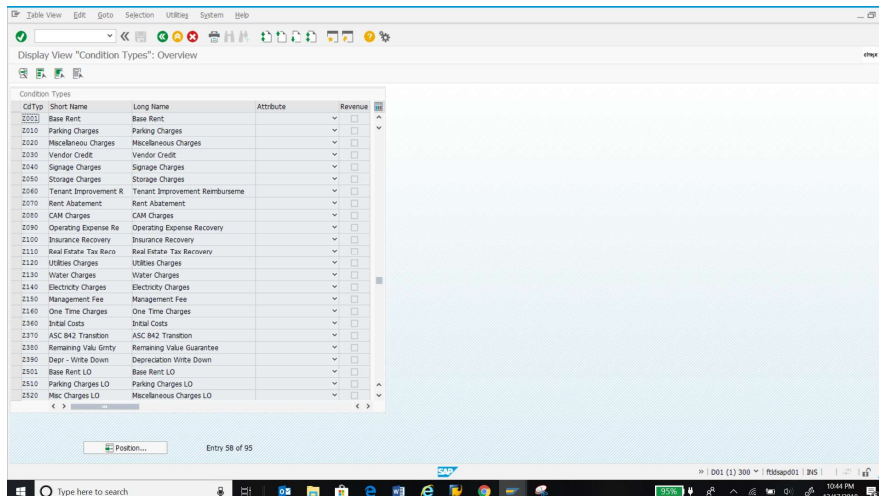 Table View Edit Goto Selection Utilities System Help
Display View "Condition Types": Overview
citrix
Condition Types
CdTyp Short Name Long Name Attribute Revenue
Z001 Base Rent Base Rent
Z010 Parking Charges Parking Charges
Z020 Miscellaneou Charges Miscellaneous Charges
Z030 Vendor Credit Vendor Credit
Z040 Signage Charges Signage Charges
Z050 Storage Charges Storage Charges
Z060 Tenant Improvement R Tenant Improvement Reimburseme
Z070 Rent Abatement Rent Abatement
Z080 CAM Charges CAM Charges
Z090 Operating Expense Re Operating Expense Recovery
Z100 Insurance Recovery Insurance Recovery
Z110 Real Estate Tax Reco Real Estate Tax Recovery
Z120 Utilities Charges Utilities Charges
Z130 Water Charges Water Charges
Z140 Electricity Charges Electricity Charges
Z150 Management Fee Management Fee
Z160 One Time Charges One Time Charges
Z360 Initial Costs Initial Costs
Z370 ASC 842 Transition ASC 842 Transition
Z380 Remaining Valu Grnty Remaining Value Guarantee
Z390 Depr - Write Down Depreciation Write Down
Z501 Base Rent LO Base Rent LO
Z510 Parking Charges LO Parking Charges LO
Z520 Misc Charges LO Miscellaneous Charges LO
Position... Entry 58 of 95
SAP
D01 (1) 300 ftldsapd01 INS
Type here to search
95%
10:44 PM